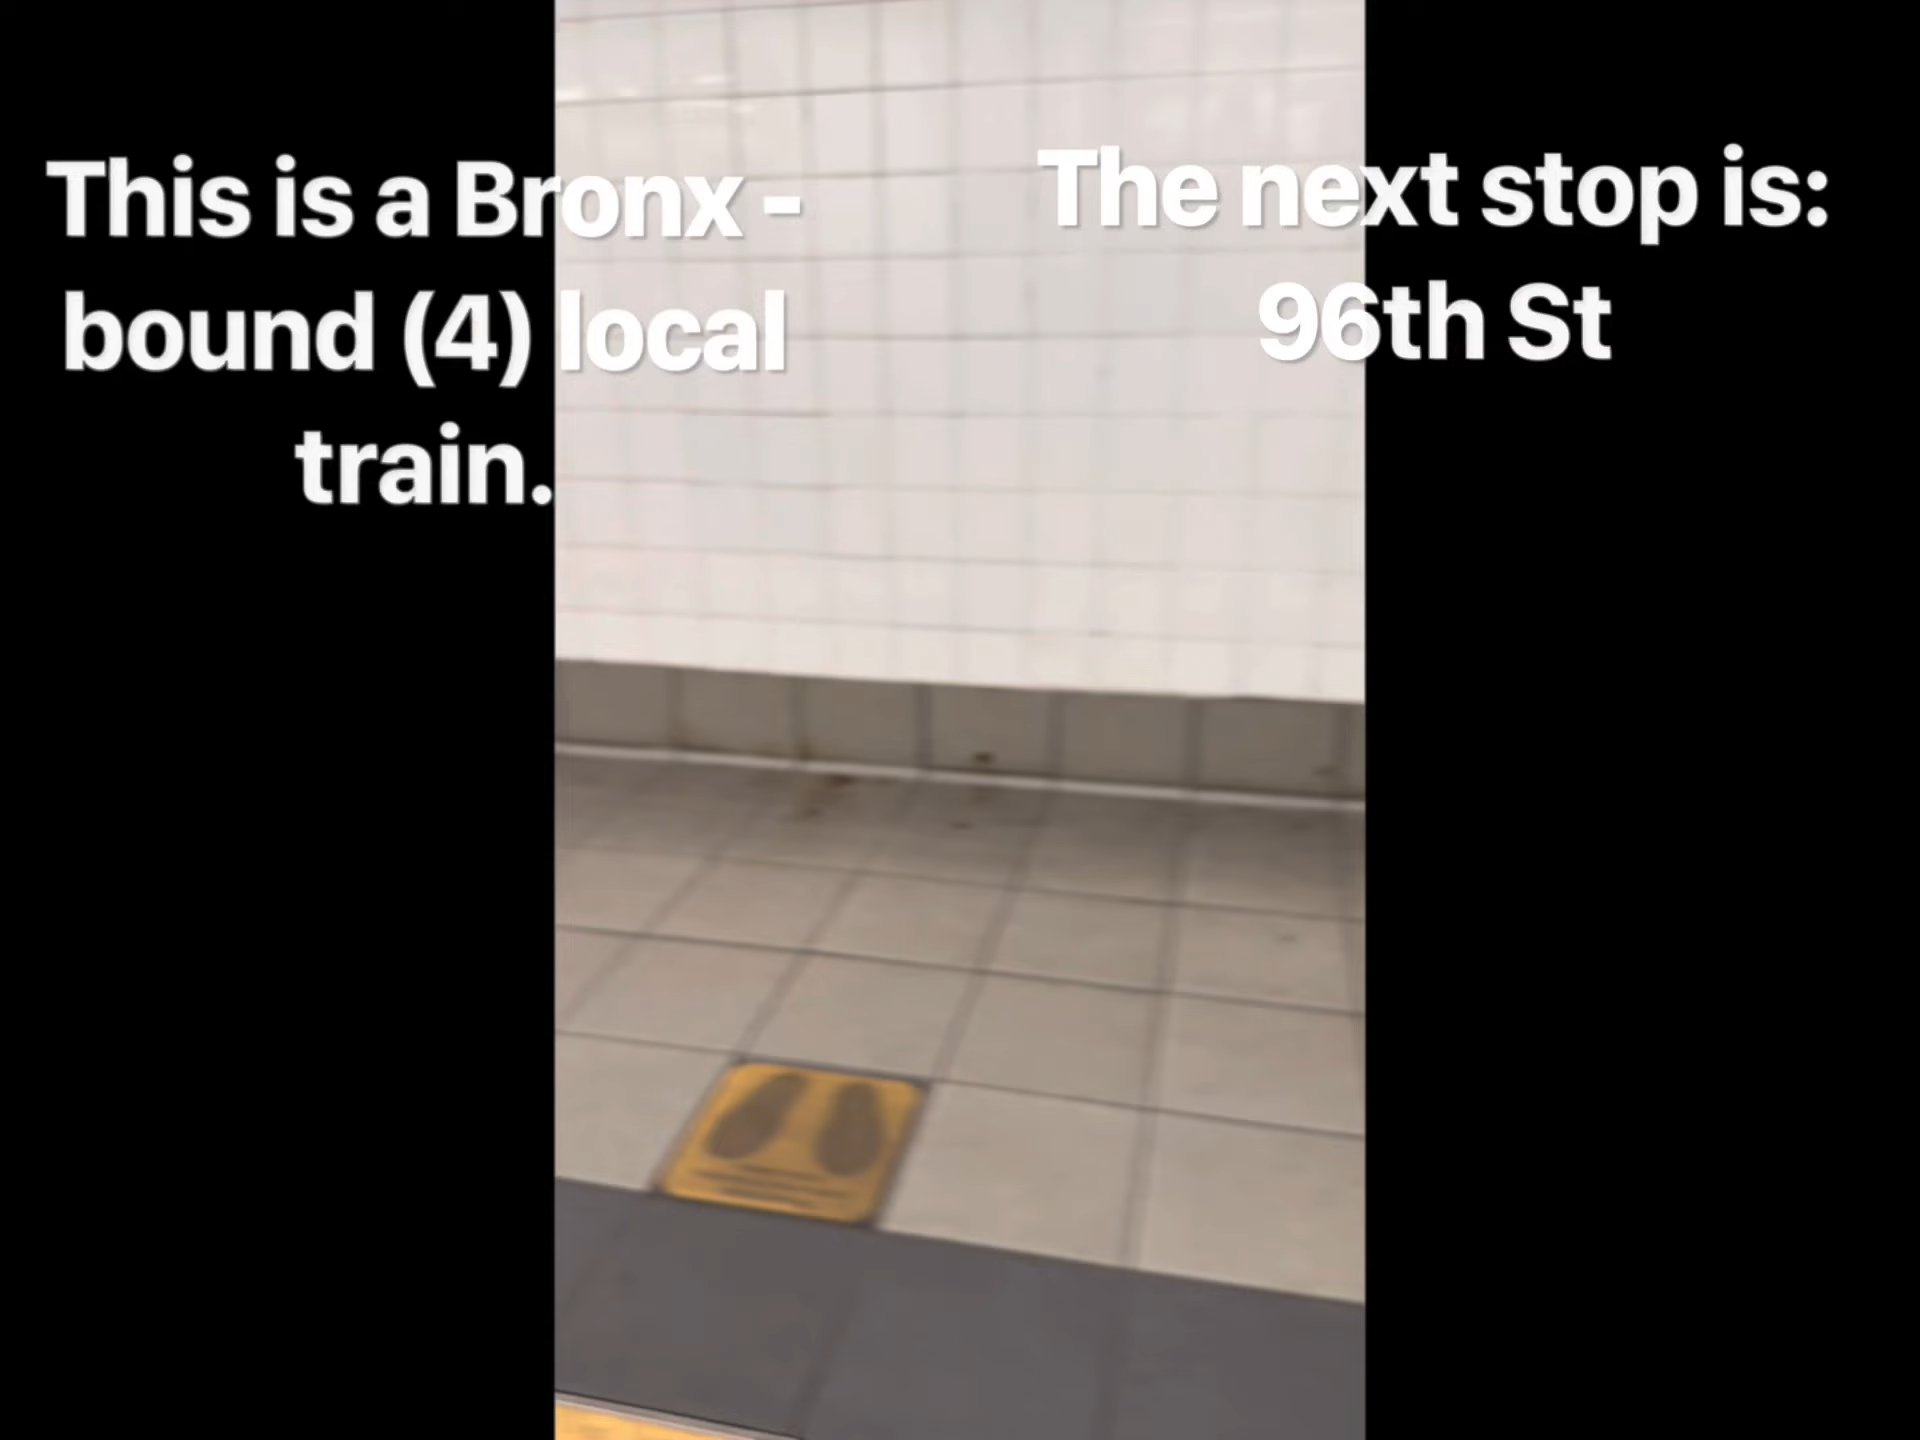 This is a Bronx -
bound (4) local
train.
The next stop is:
96th St